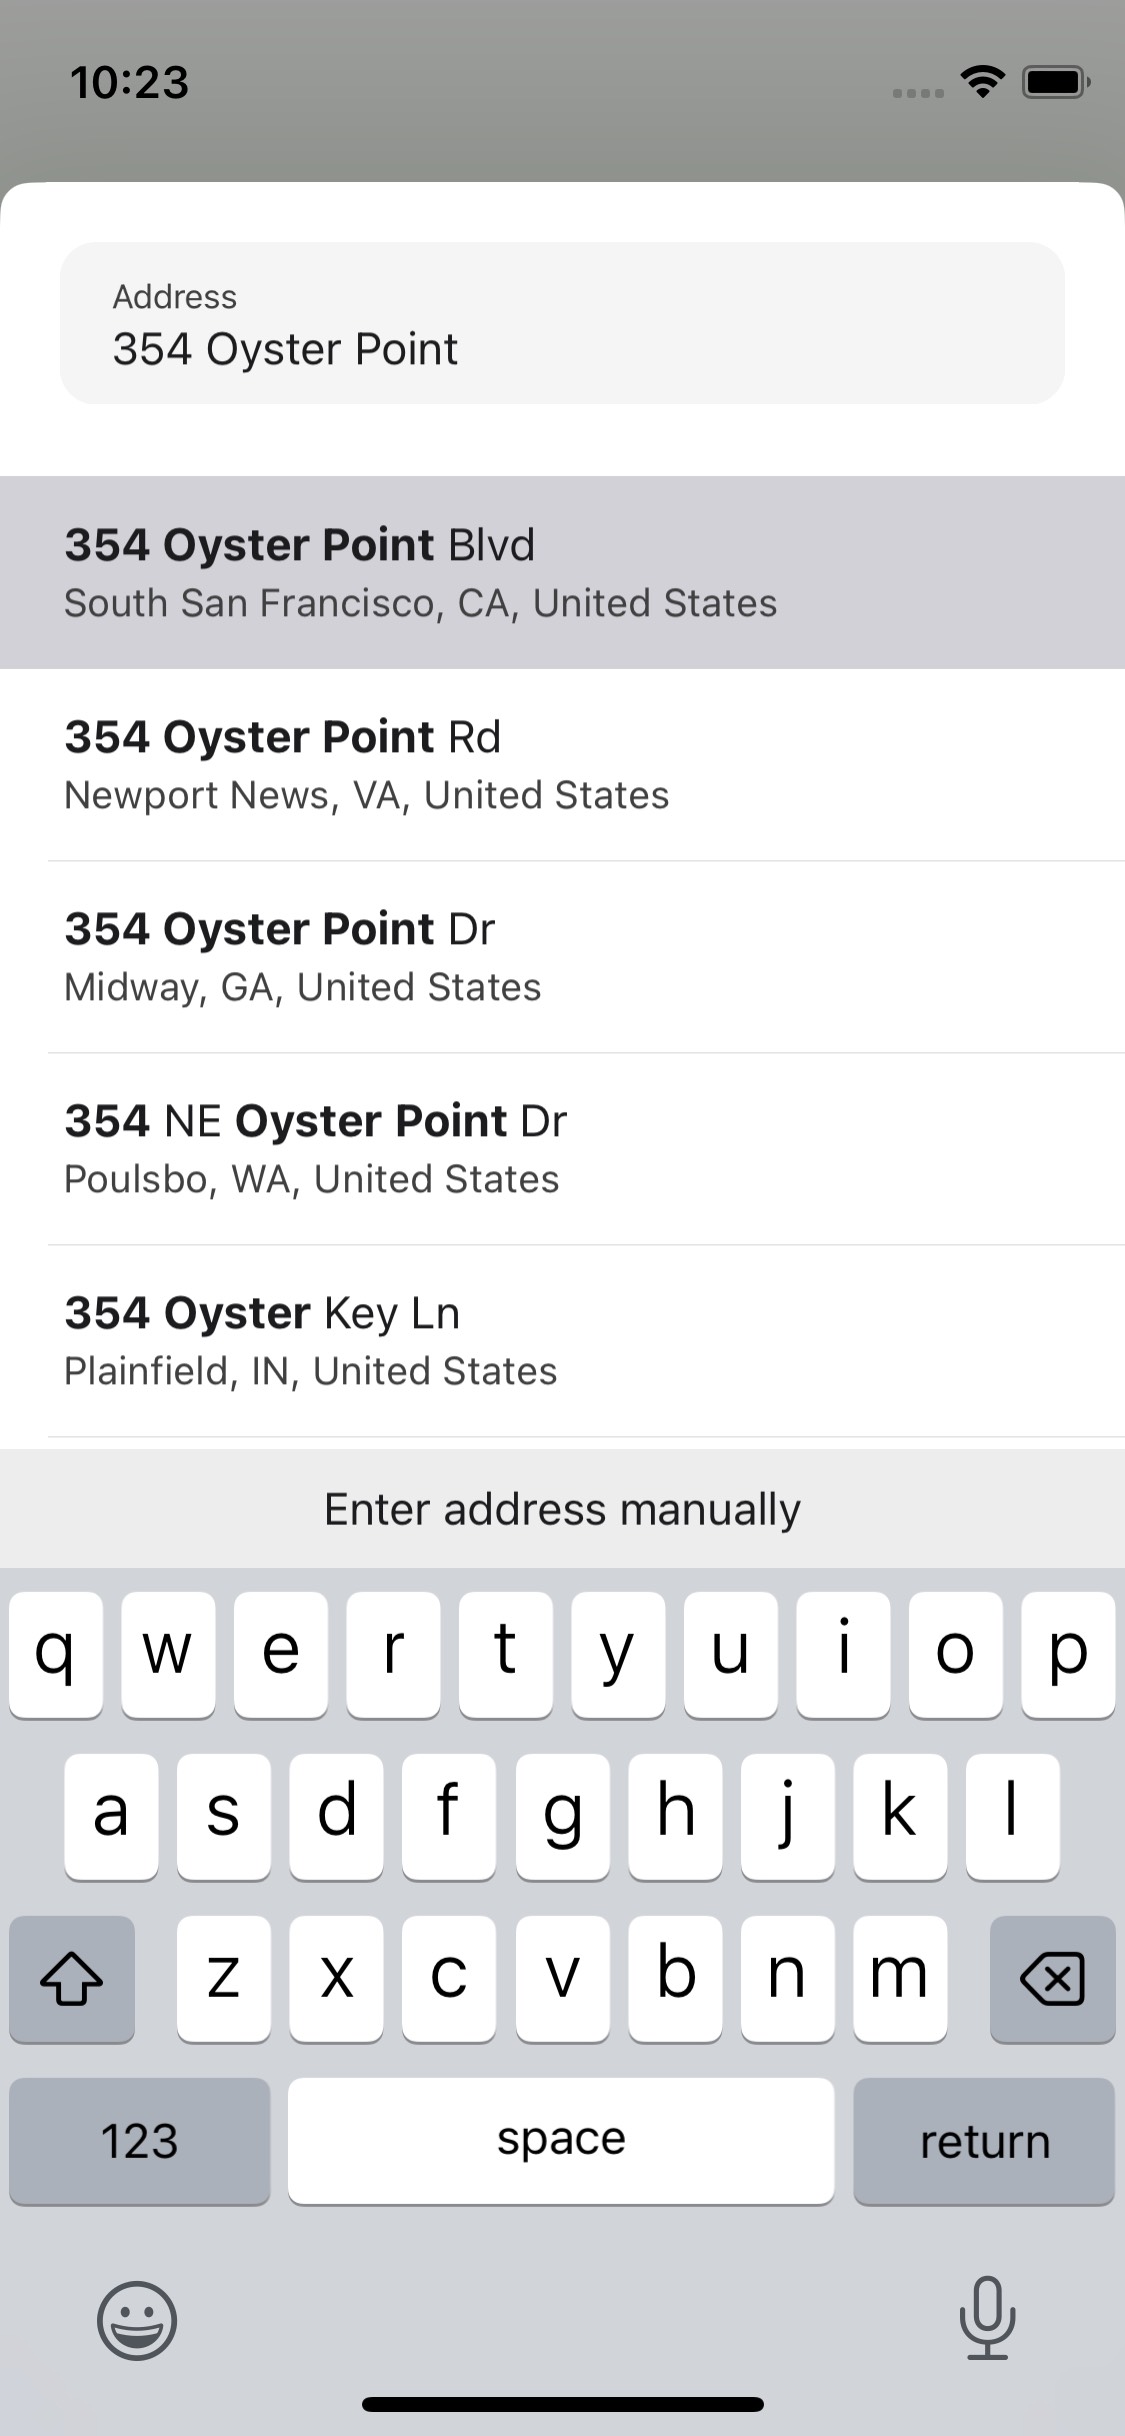 10:23
Address
354 Oyster Point
354 Oyster Point Blvd
South San Francisco, CA, United States
354 Oyster Point Rd
Newport News, VA, United States
354 Oyster Point Dr
Midway, GA, United States
354 NE Oyster Point Dr
Poulsbo, WA, United States
354 Oyster Key Ln
Plainfield, IN, United States
Enter address manually
q w e r t y u i o p
a s d f g h j k l
z x c v b n m
123 space return